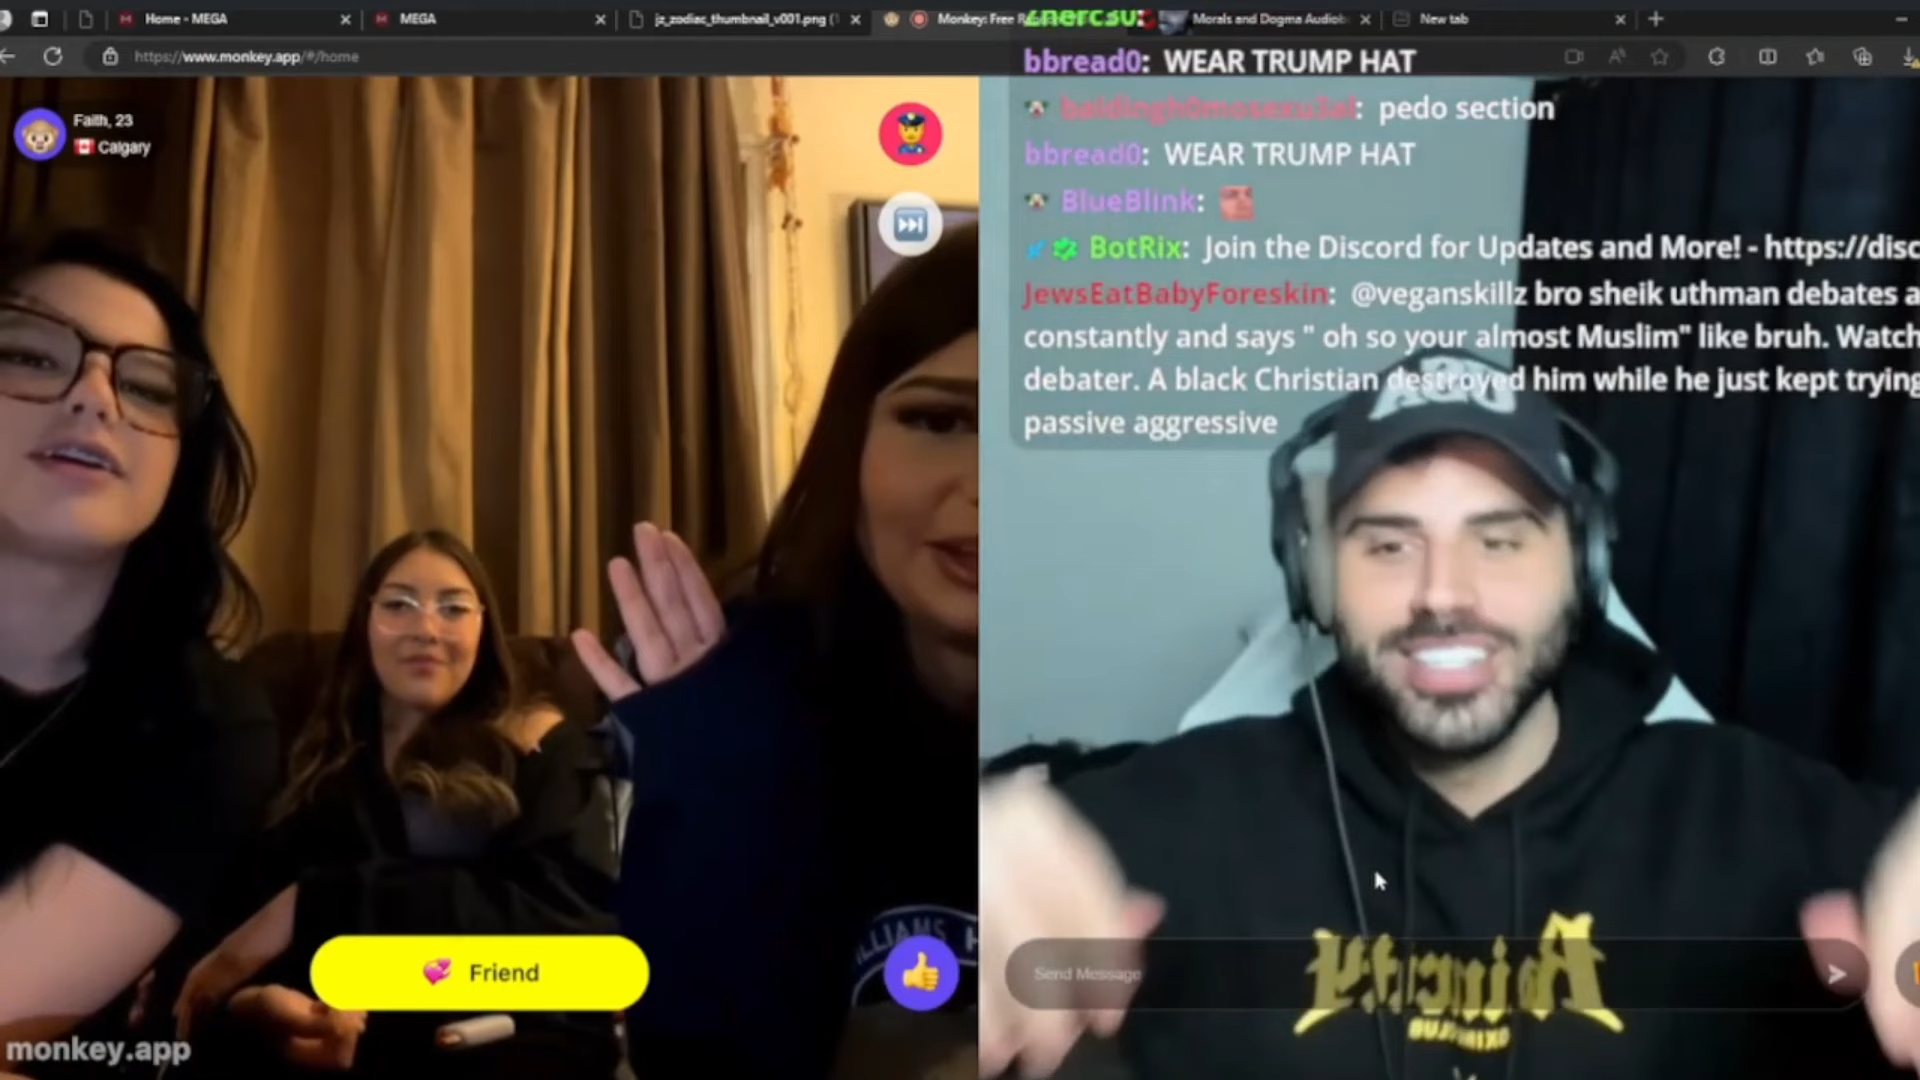 Home - MEGA
MEGA
jz_zodiac_thumbnail_v001.png (
Monkey: Free
Morals and Dogma Audiob
New tab
https://www.monkey.app/#/home
bbread0: WEAR TRUMP HAT
baldingh0mosexu3al: pedo section
bbread0: WEAR TRUMP HAT
BlueBlink:
BotRix: Join the Discord for Updates and More! - https://disc
JewsEatBabyForeskin: @veganskillz bro sheik uthman debates a
constantly and says " oh so your almost Muslim" like bruh. Watch
debater. A black Christian destroyed him while he just kept trying
passive aggressive
Faith, 23
Calgary
Friend
Send Message
monkey.app